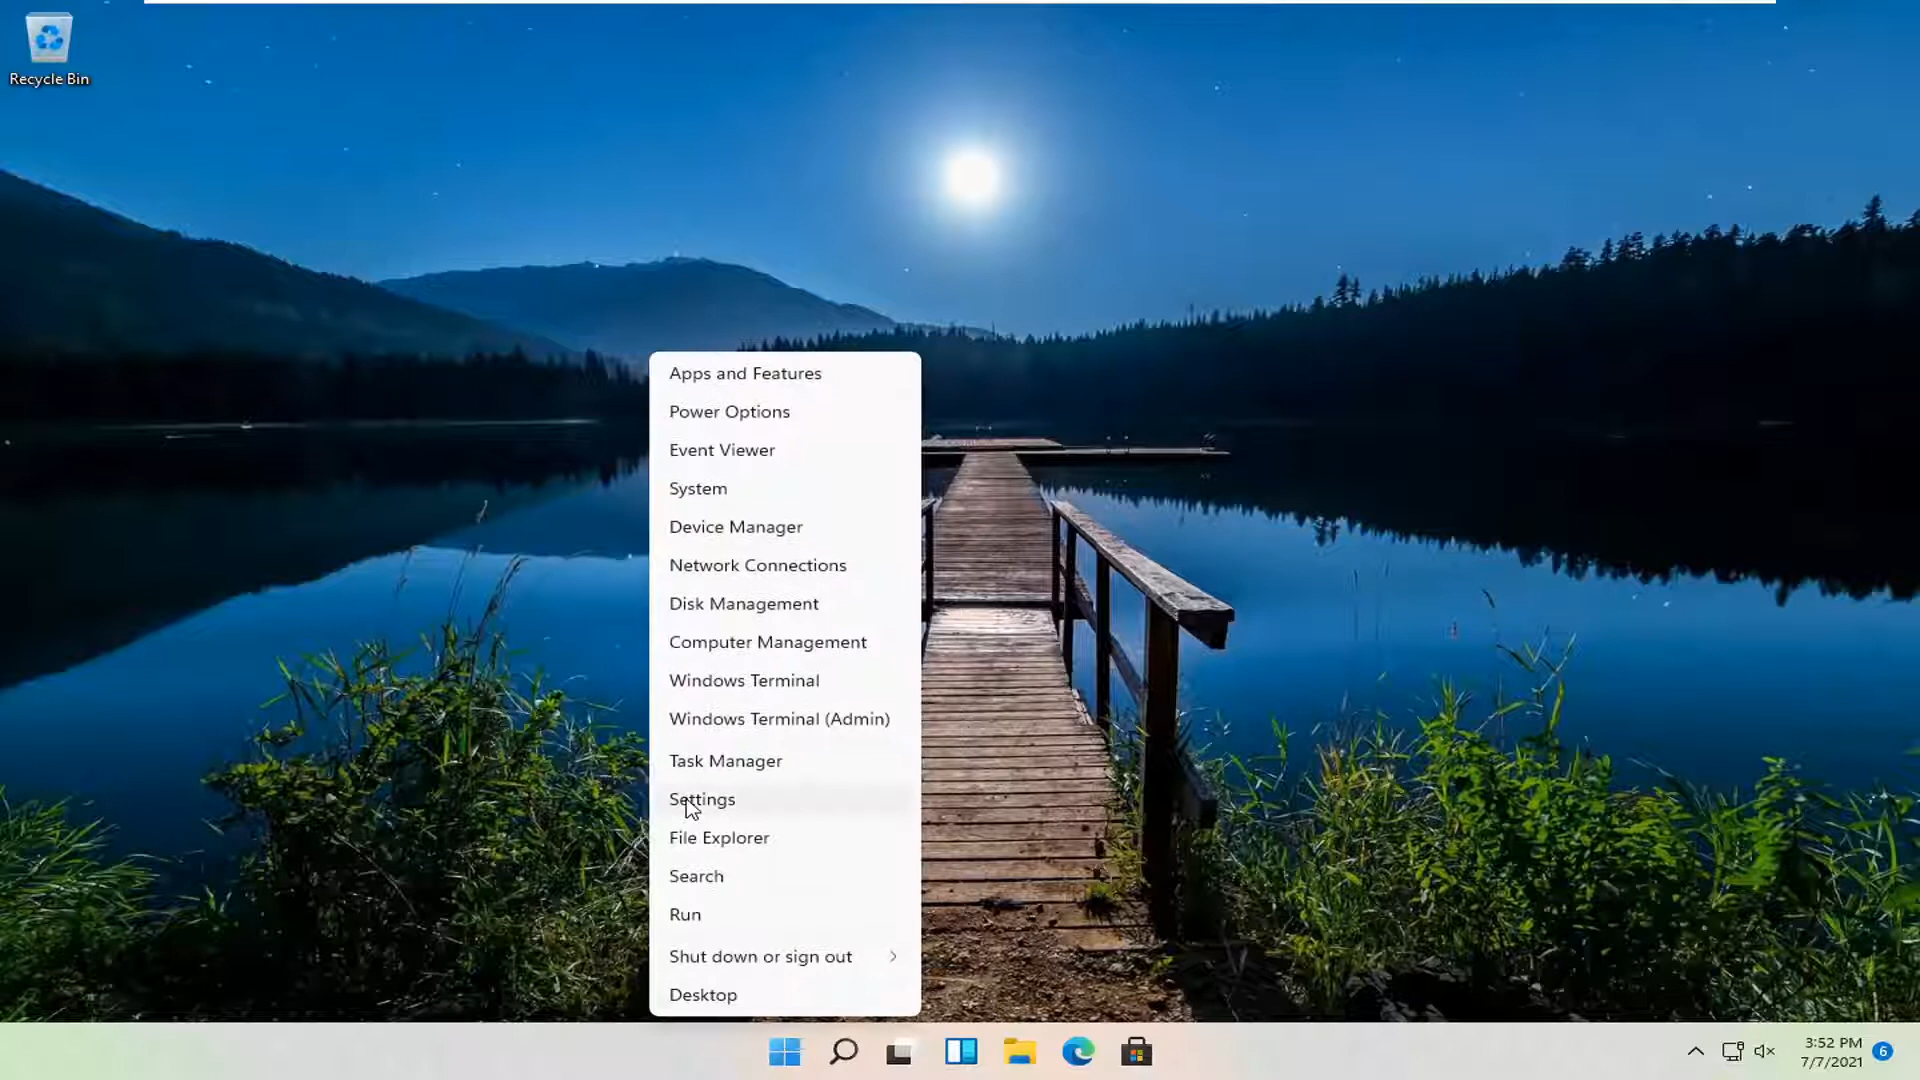 Recycle Bin
Apps and Features
Power Options
Event Viewer
System
Device Manager
Network Connections
Disk Management
Computer Management
Windows Terminal
Windows Terminal (Admin)
Task Manager
Settings
File Explorer
Search
Run
Shut down or sign out
Desktop
3:52 PM
7/7/2021
6